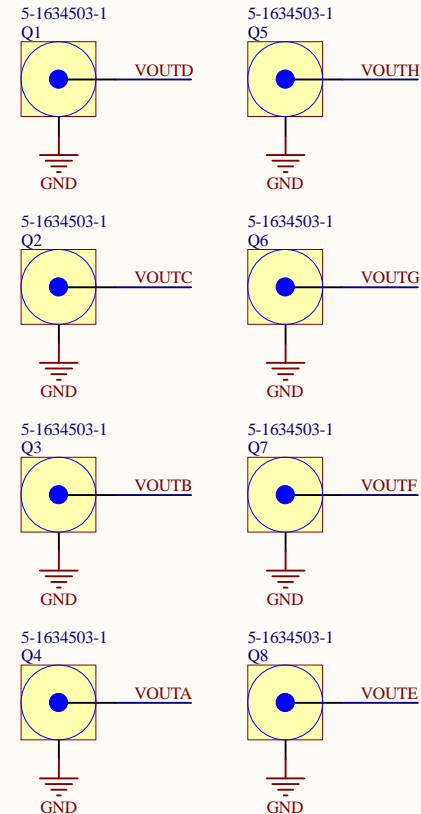 5-1634503-1
Q1
VOUTD
GND
5-1634503-1
Q5
VOUTH
GND
5-1634503-1
Q2
VOUTC
GND
5-1634503-1
Q6
VOUTG
GND
5-1634503-1
Q3
VOUTB
GND
5-1634503-1
Q7
VOUTF
GND
5-1634503-1
Q4
VOUTA
GND
5-1634503-1
Q8
VOUTE
GND